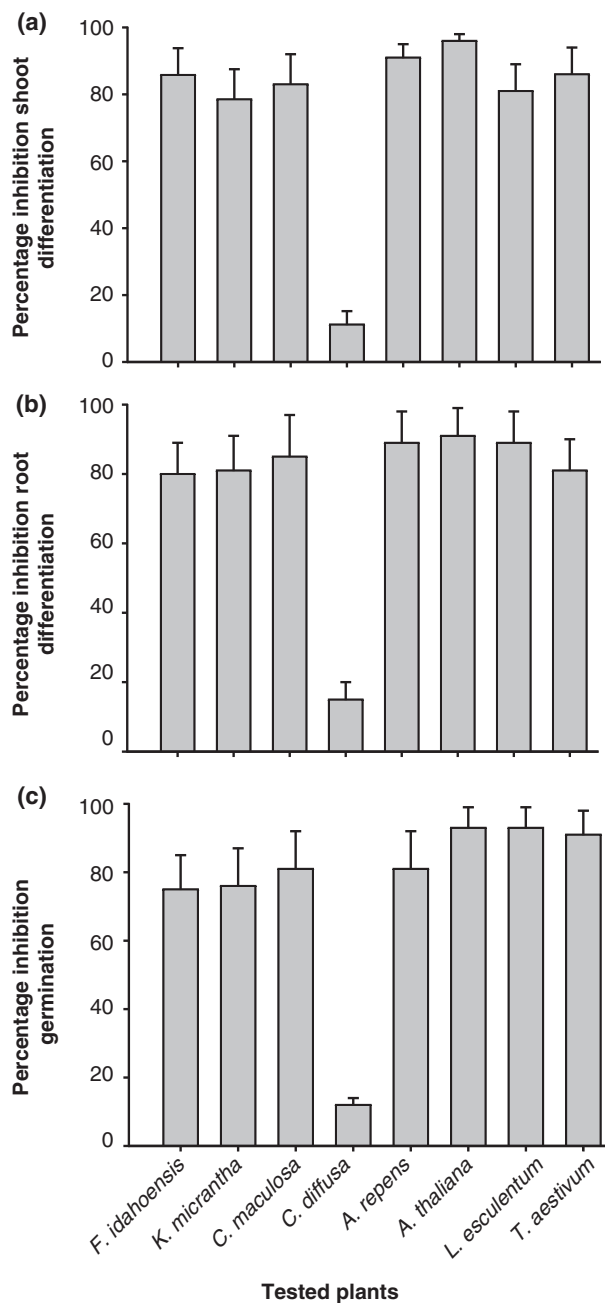 (a)
Percentage inhibition shoot
differentiation
100
80
60
40
20
0
(b)
Percentage inhibition root
differentiation
100
80
60
40
20
0
(c)
Percentage inhibition
germination
100
80
60
40
20
0
F. idahoensis
K. micrantha
C. maculosa
C. diffusa
A. repens
A. thaliana
L. esculentum
T. aestivum
Tested plants